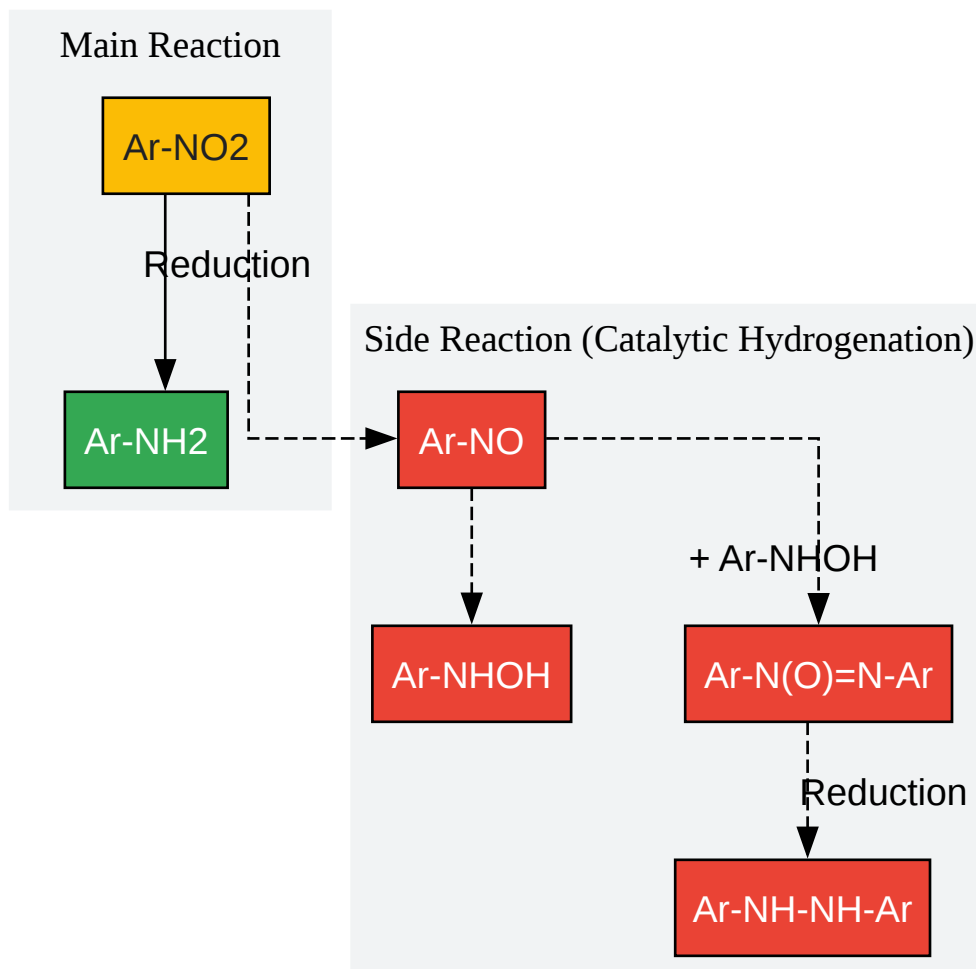 Main Reaction
Ar-NO2
Reduction
Ar-NH2
Side Reaction (Catalytic Hydrogenation)
Ar-NO
+ Ar-NHOH
Ar-NHOH
Ar-N(O)=N-Ar
Reduction
Ar-NH-NH-Ar